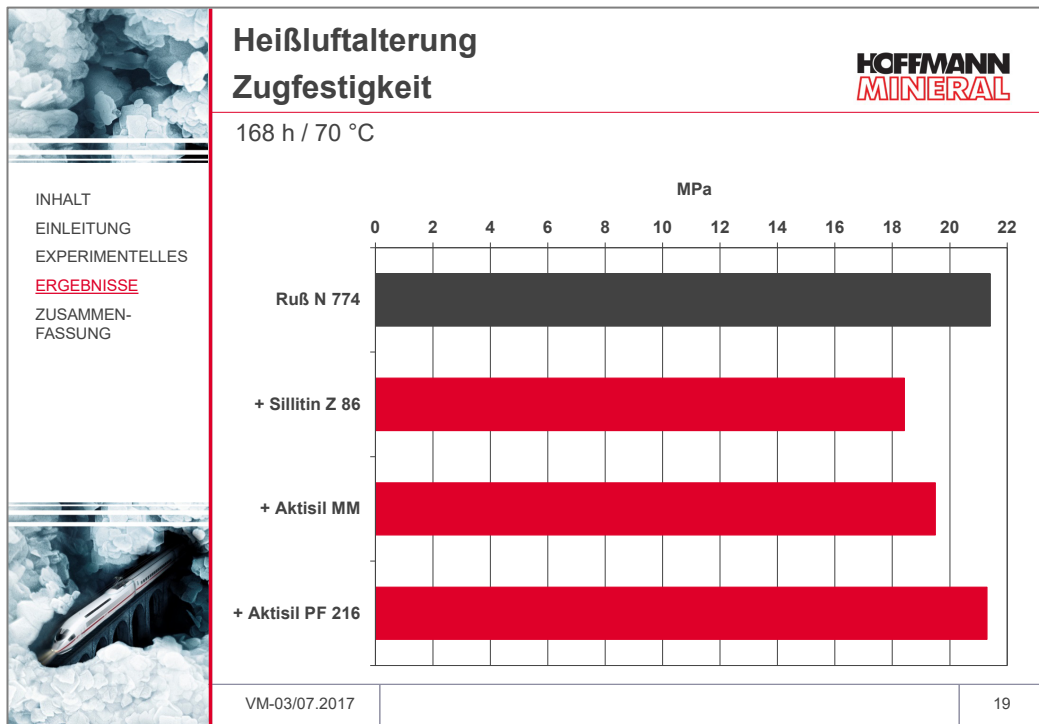 Heißluftalterung
Zugfestigkeit
HOFFMANN
MINERAL
168 h / 70 °C
INHALT
EINLEITUNG
EXPERIMENTELLES
ERGEBNISSE
ZUSAMMEN-
FASSUNG
MPa
0 2 4 6 8 10 12 14 16 18 20 22
Ruß N 774
+ Sillitin Z 86
+ Aktisil MM
+ Aktisil PF 216
VM-03/07.2017
19